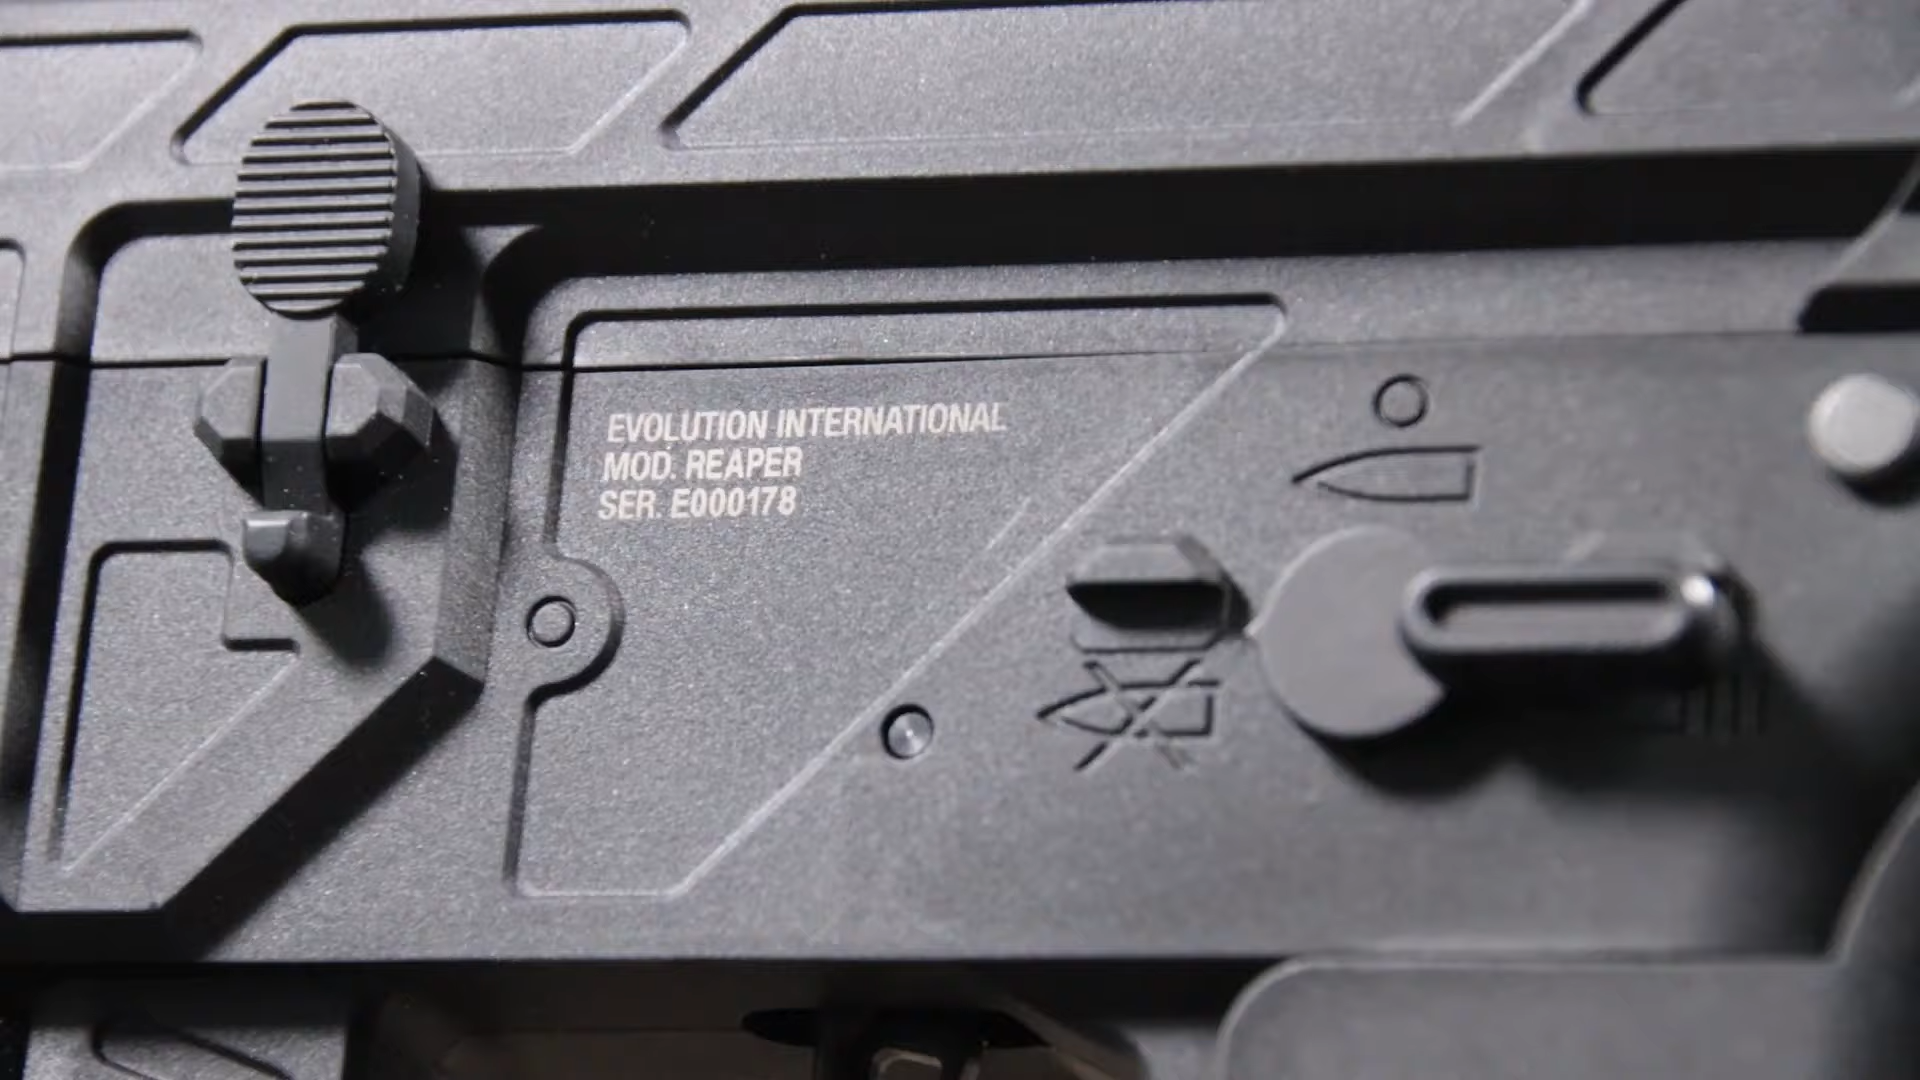 EVOLUTION INTERNATIONAL
MOD. REAPER
SER. E000178